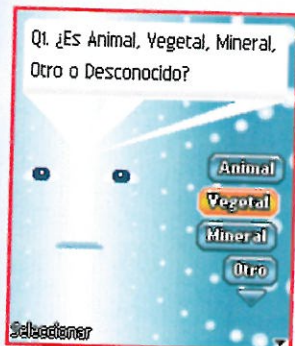 Q1. ¿Es Animal, Vegetal, Mineral,
Otro o Desconocido?
Animal
Vegetal
Mineral
Otro
Seleccionar